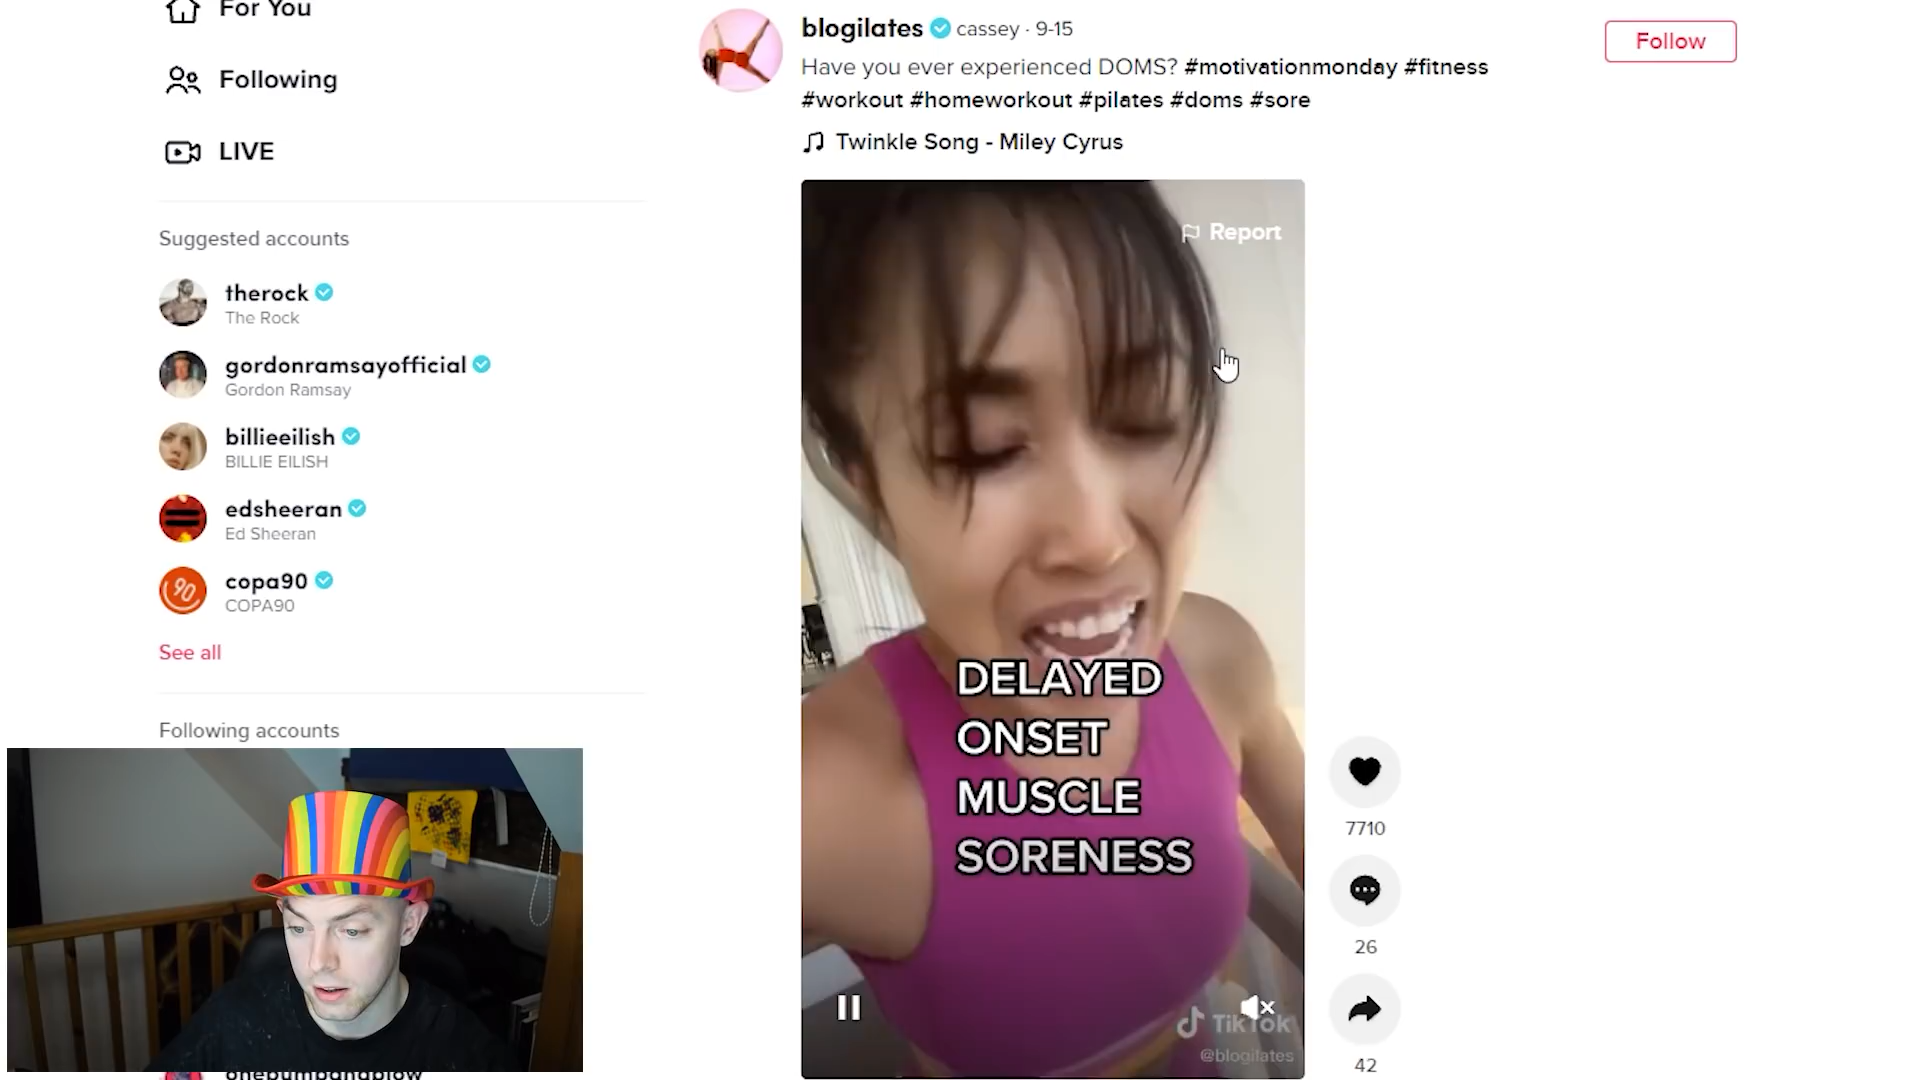 For You
Following
LIVE
Suggested accounts
therock
The Rock
gordonramsayofficial
Gordon Ramsay
billieeilish
BILLIE EILISH
edsheeran
Ed Sheeran
90
copa90
COPA90
See all
Following accounts
onepumpandblow
blogilates cassey · 9-15
Have you ever experienced DOMS? #motivationmonday #fitness
#workout #homeworkout #pilates #doms #sore
Twinkle Song - Miley Cyrus
Follow
Report
DELAYED
ONSET
MUSCLE
SORENESS
TikTok
@blogilates
7710
26
42